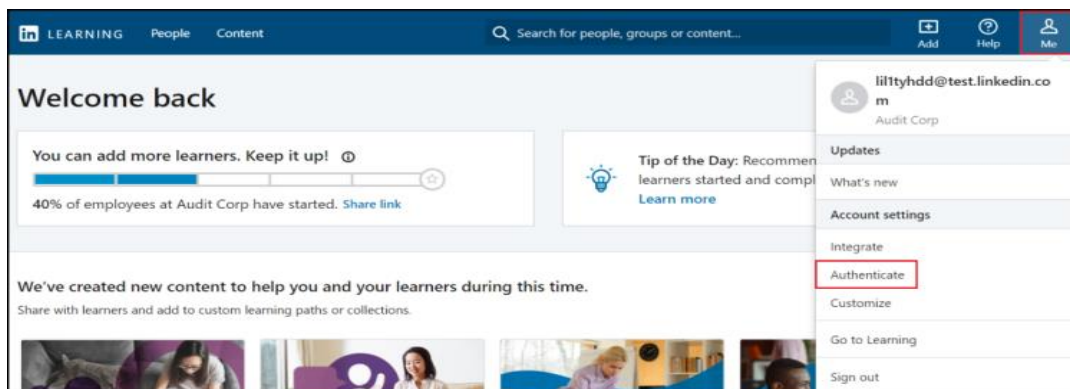 in LEARNING People Content Search for people, groups or content... Add Help Me
Welcome back
You can add more learners. Keep it up!
40% of employees at Audit Corp have started. Share link
Tip of the Day: Recommen
learners started and compl
Learn more
We've created new content to help you and your learners during this time.
Share with learners and add to custom learning paths or collections.
lil1tyhdd@test.linkedin.co
m
Audit Corp
Updates
What's new
Account settings
Integrate
Authenticate
Customize
Go to Learning
Sign out